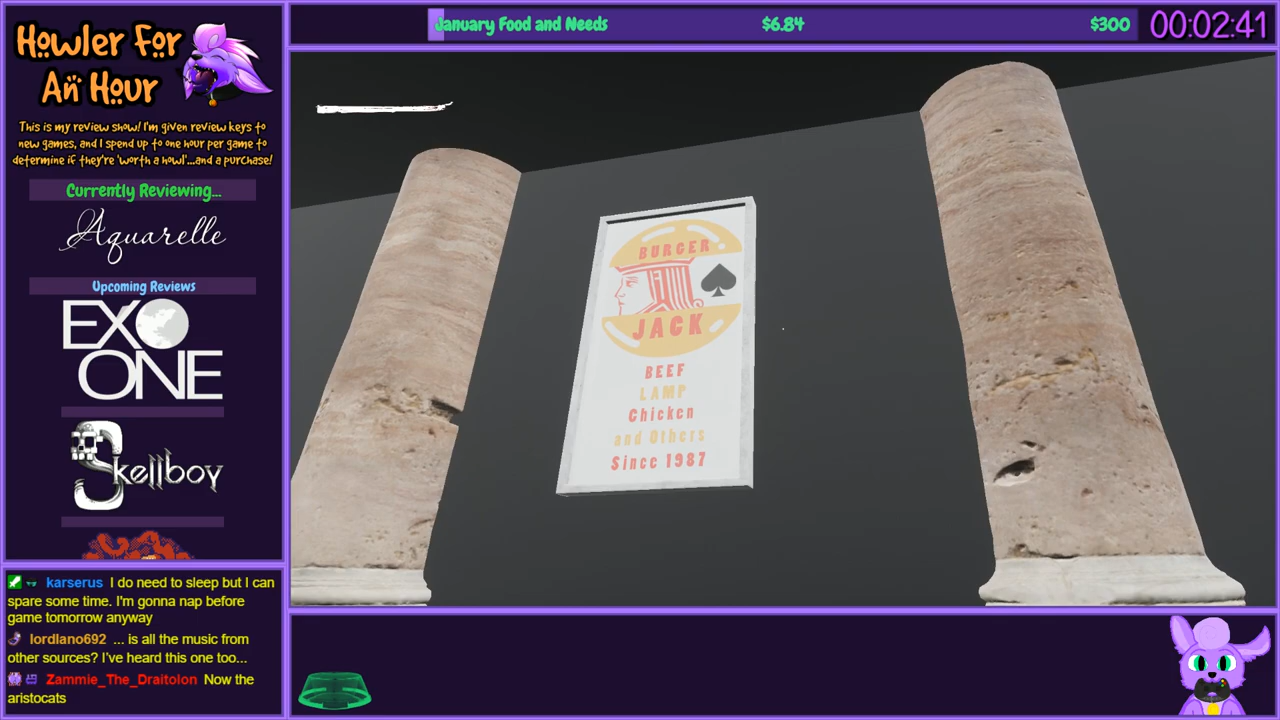 Howler For
An Hour
This is my review show! I'm given review keys to
new games, and I spend up to one hour per game to
determine if they're 'worth a howl'...and a purchase!
Currently Reviewing...
Aquarelle
Upcoming Reviews
EXO
ONE
Skellboy
karserus I do need to sleep but I can
spare some time. I'm gonna nap before
game tomorrow anyway
lordlano692 ... is all the music from
other sources? I've heard this one too...
Zammie_The_Draitolon Now the
aristocats
January Food and Needs $6.84 $300 00:02:41
BURGER
JACK
BEEF
LAMP
Chicken
and Others
Since 1987